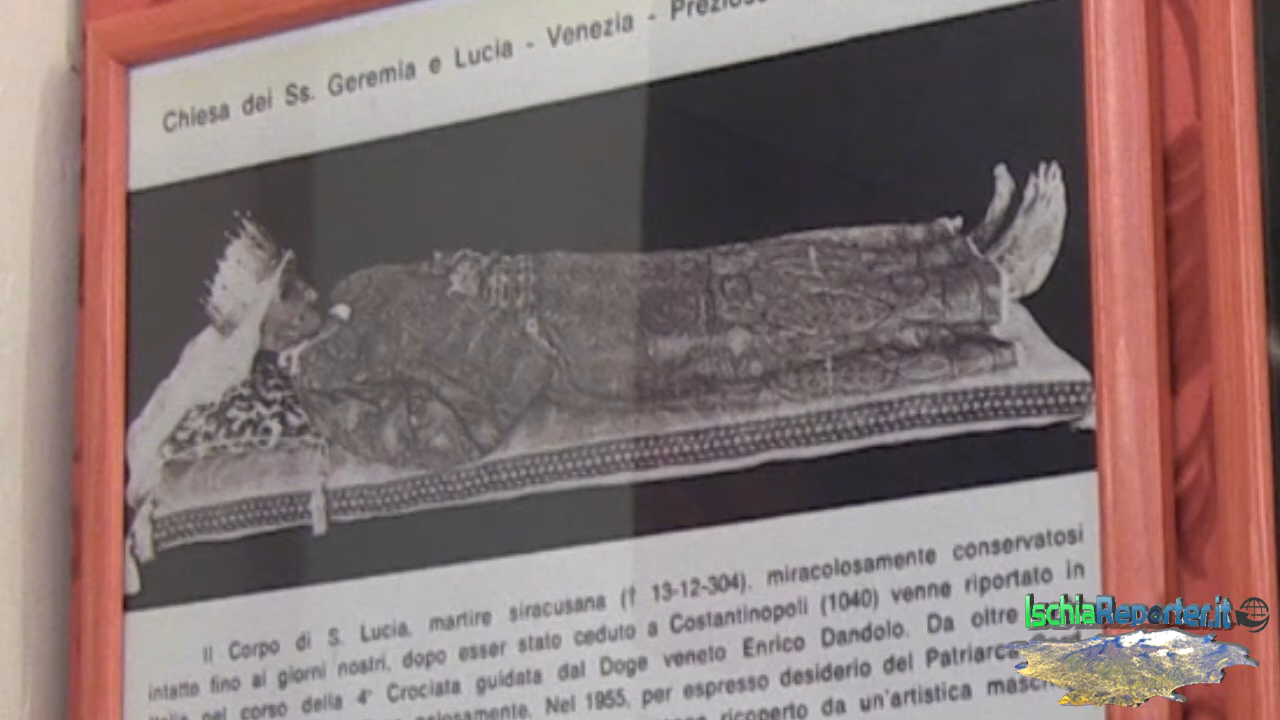 Chiesa dei Ss. Geremia e Lucia - Venezia -
Il Corpo di S. Lucia, martire siracusana († 13-12-304), miracolosamente conservatosi
intatto fino ai giorni nostri, dopo esser stato ceduto a Costantinopoli (1040) venne riportato in
nel corso della 4ª Crociata guidata dal Doge veneto Enrico Dandolo. Da oltre
Nel 1955, per espresso desiderio del
ricoperto da un'artistica
IschiaReporter.it